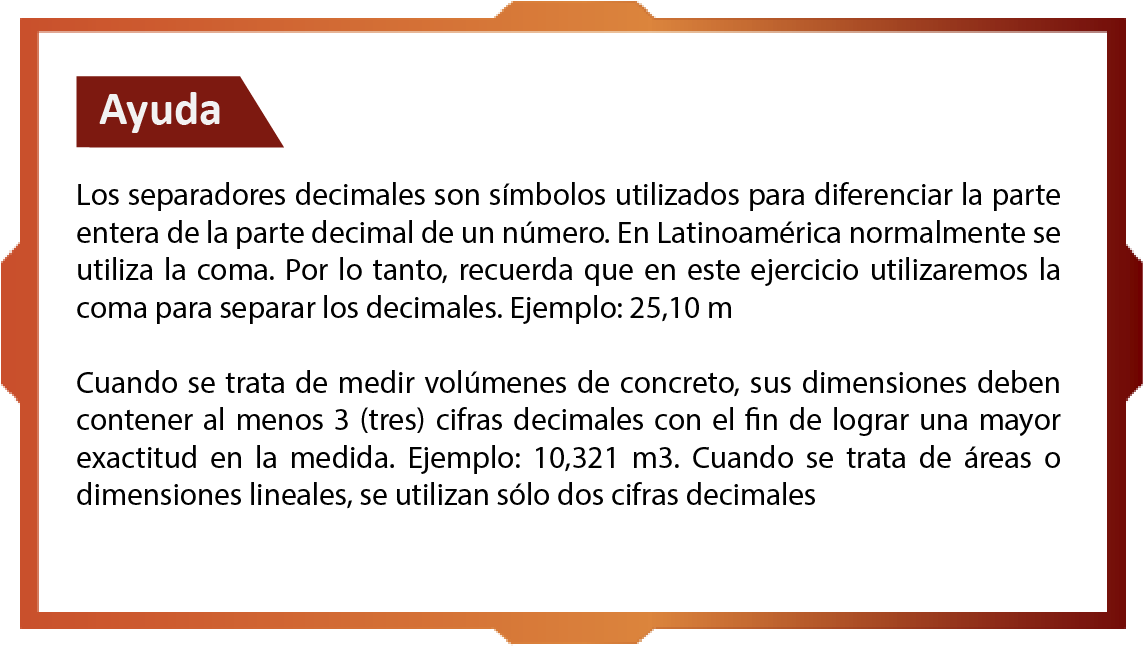 Ayuda
Los separadores decimales son símbolos utilizados para diferenciar la parte
entera de la parte decimal de un número. En Latinoamérica normalmente se
utiliza la coma. Por lo tanto, recuerda que en este ejercicio utilizaremos la
coma para separar los decimales. Ejemplo: 25,10 m
Cuando se trata de medir volúmenes de concreto, sus dimensiones deben
contener al menos 3 (tres) cifras decimales con el fin de lograr una mayor
exactitud en la medida. Ejemplo: 10,321 m3. Cuando se trata de áreas o
dimensiones lineales, se utilizan sólo dos cifras decimales